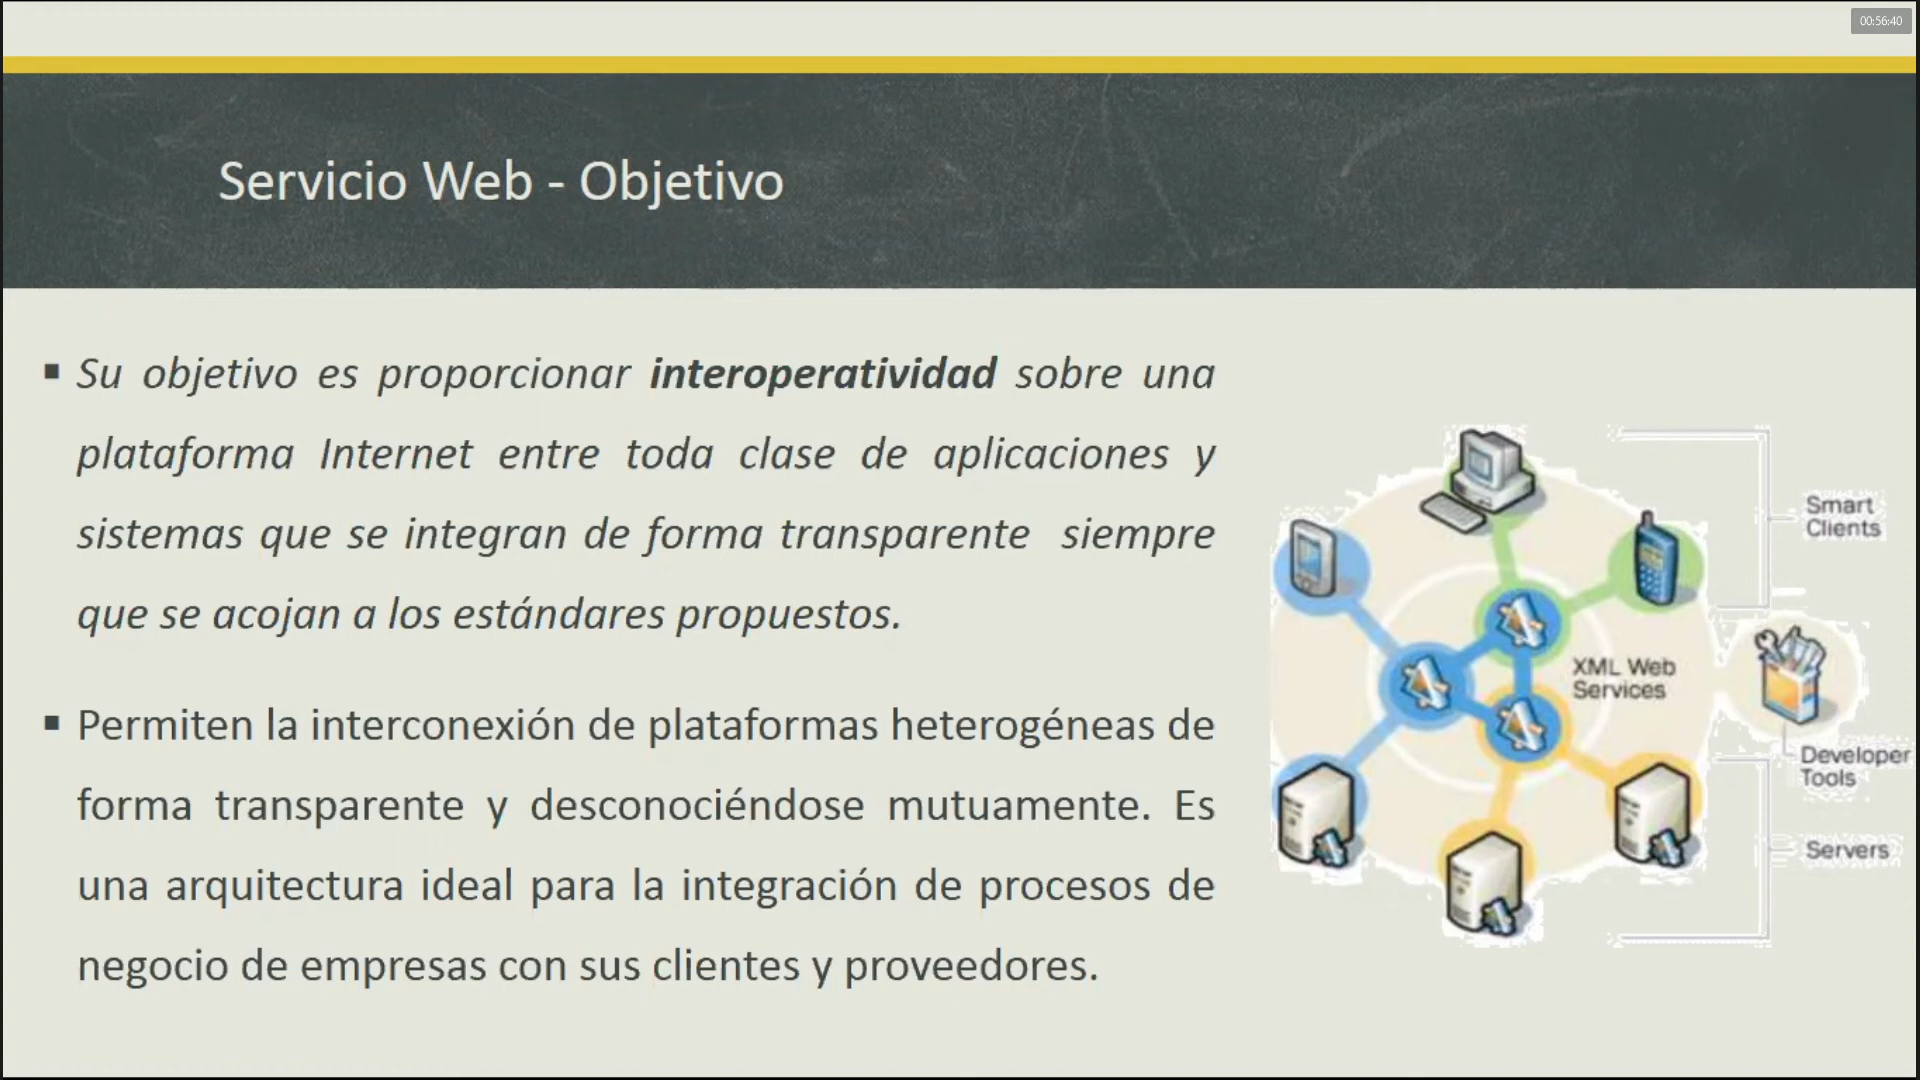 00:56:40
Servicio Web - Objetivo
▪ Su objetivo es proporcionar interoperatividad sobre una
plataforma Internet entre toda clase de aplicaciones y
sistemas que se integran de forma transparente siempre
que se acojan a los estándares propuestos.
▪ Permiten la interconexión de plataformas heterogéneas de
forma transparente y desconociéndose mutuamente. Es
una arquitectura ideal para la integración de procesos de
negocio de empresas con sus clientes y proveedores.
Smart
Clients
XML Web
Services
Developer
Tools
Servers